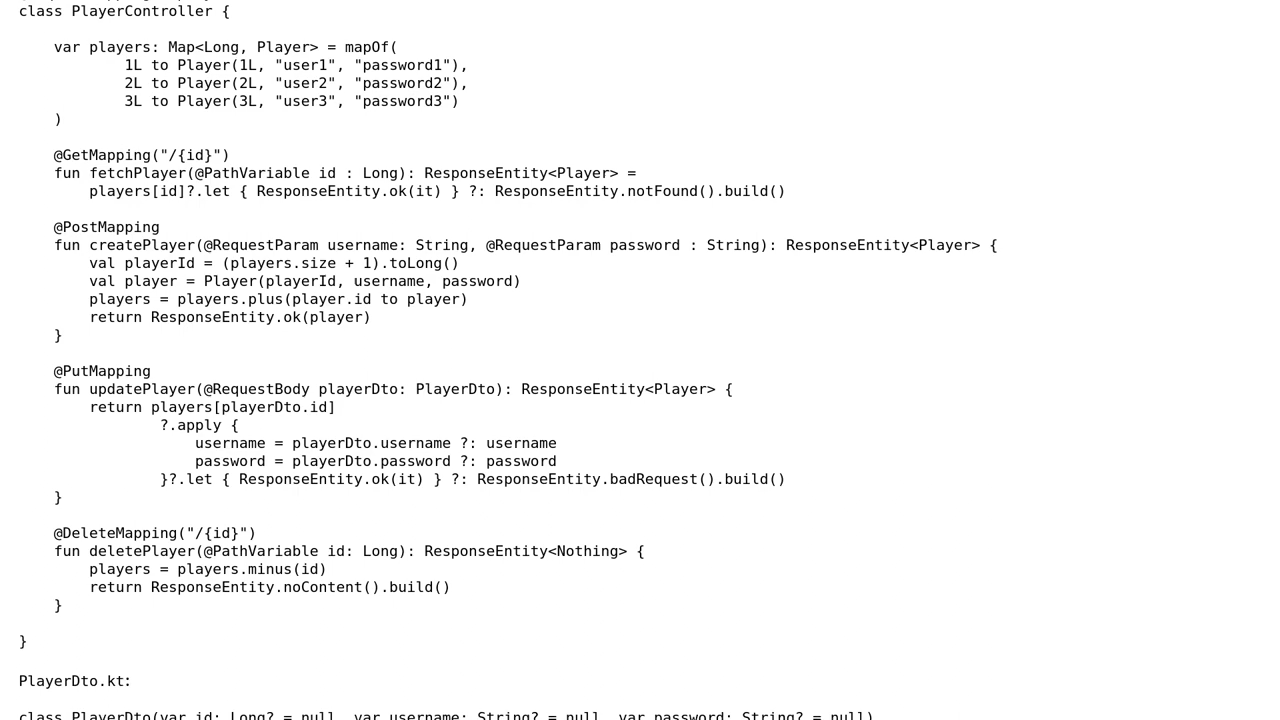 class PlayerController {
var players: Map<Long, Player> = mapOf(
1L to Player(1L, "user1", "password1"),
2L to Player(2L, "user2", "password2"),
3L to Player(3L, "user3", "password3")
)
@GetMapping("/{id}")
fun fetchPlayer(@PathVariable id : Long): ResponseEntity<Player> =
players[id]?.let { ResponseEntity.ok(it) } ?: ResponseEntity.notFound().build()
@PostMapping
fun createPlayer(@RequestParam username: String, @RequestParam password : String): ResponseEntity<Player> {
val playerId = (players.size + 1).toLong()
val player = Player(playerId, username, password)
players = players.plus(player.id to player)
return ResponseEntity.ok(player)
}
@PutMapping
fun updatePlayer(@RequestBody playerDto: PlayerDto): ResponseEntity<Player> {
return players[playerDto.id]
?.apply {
username = playerDto.username ?: username
password = playerDto.password ?: password
}?.let { ResponseEntity.ok(it) } ?: ResponseEntity.badRequest().build()
}
@DeleteMapping("/{id}")
fun deletePlayer(@PathVariable id: Long): ResponseEntity<Nothing> {
players = players.minus(id)
return ResponseEntity.noContent().build()
}
}
PlayerDto.kt:
class PlayerDto(var id: Long? = null, var username: String? = null, var password: String? = null)